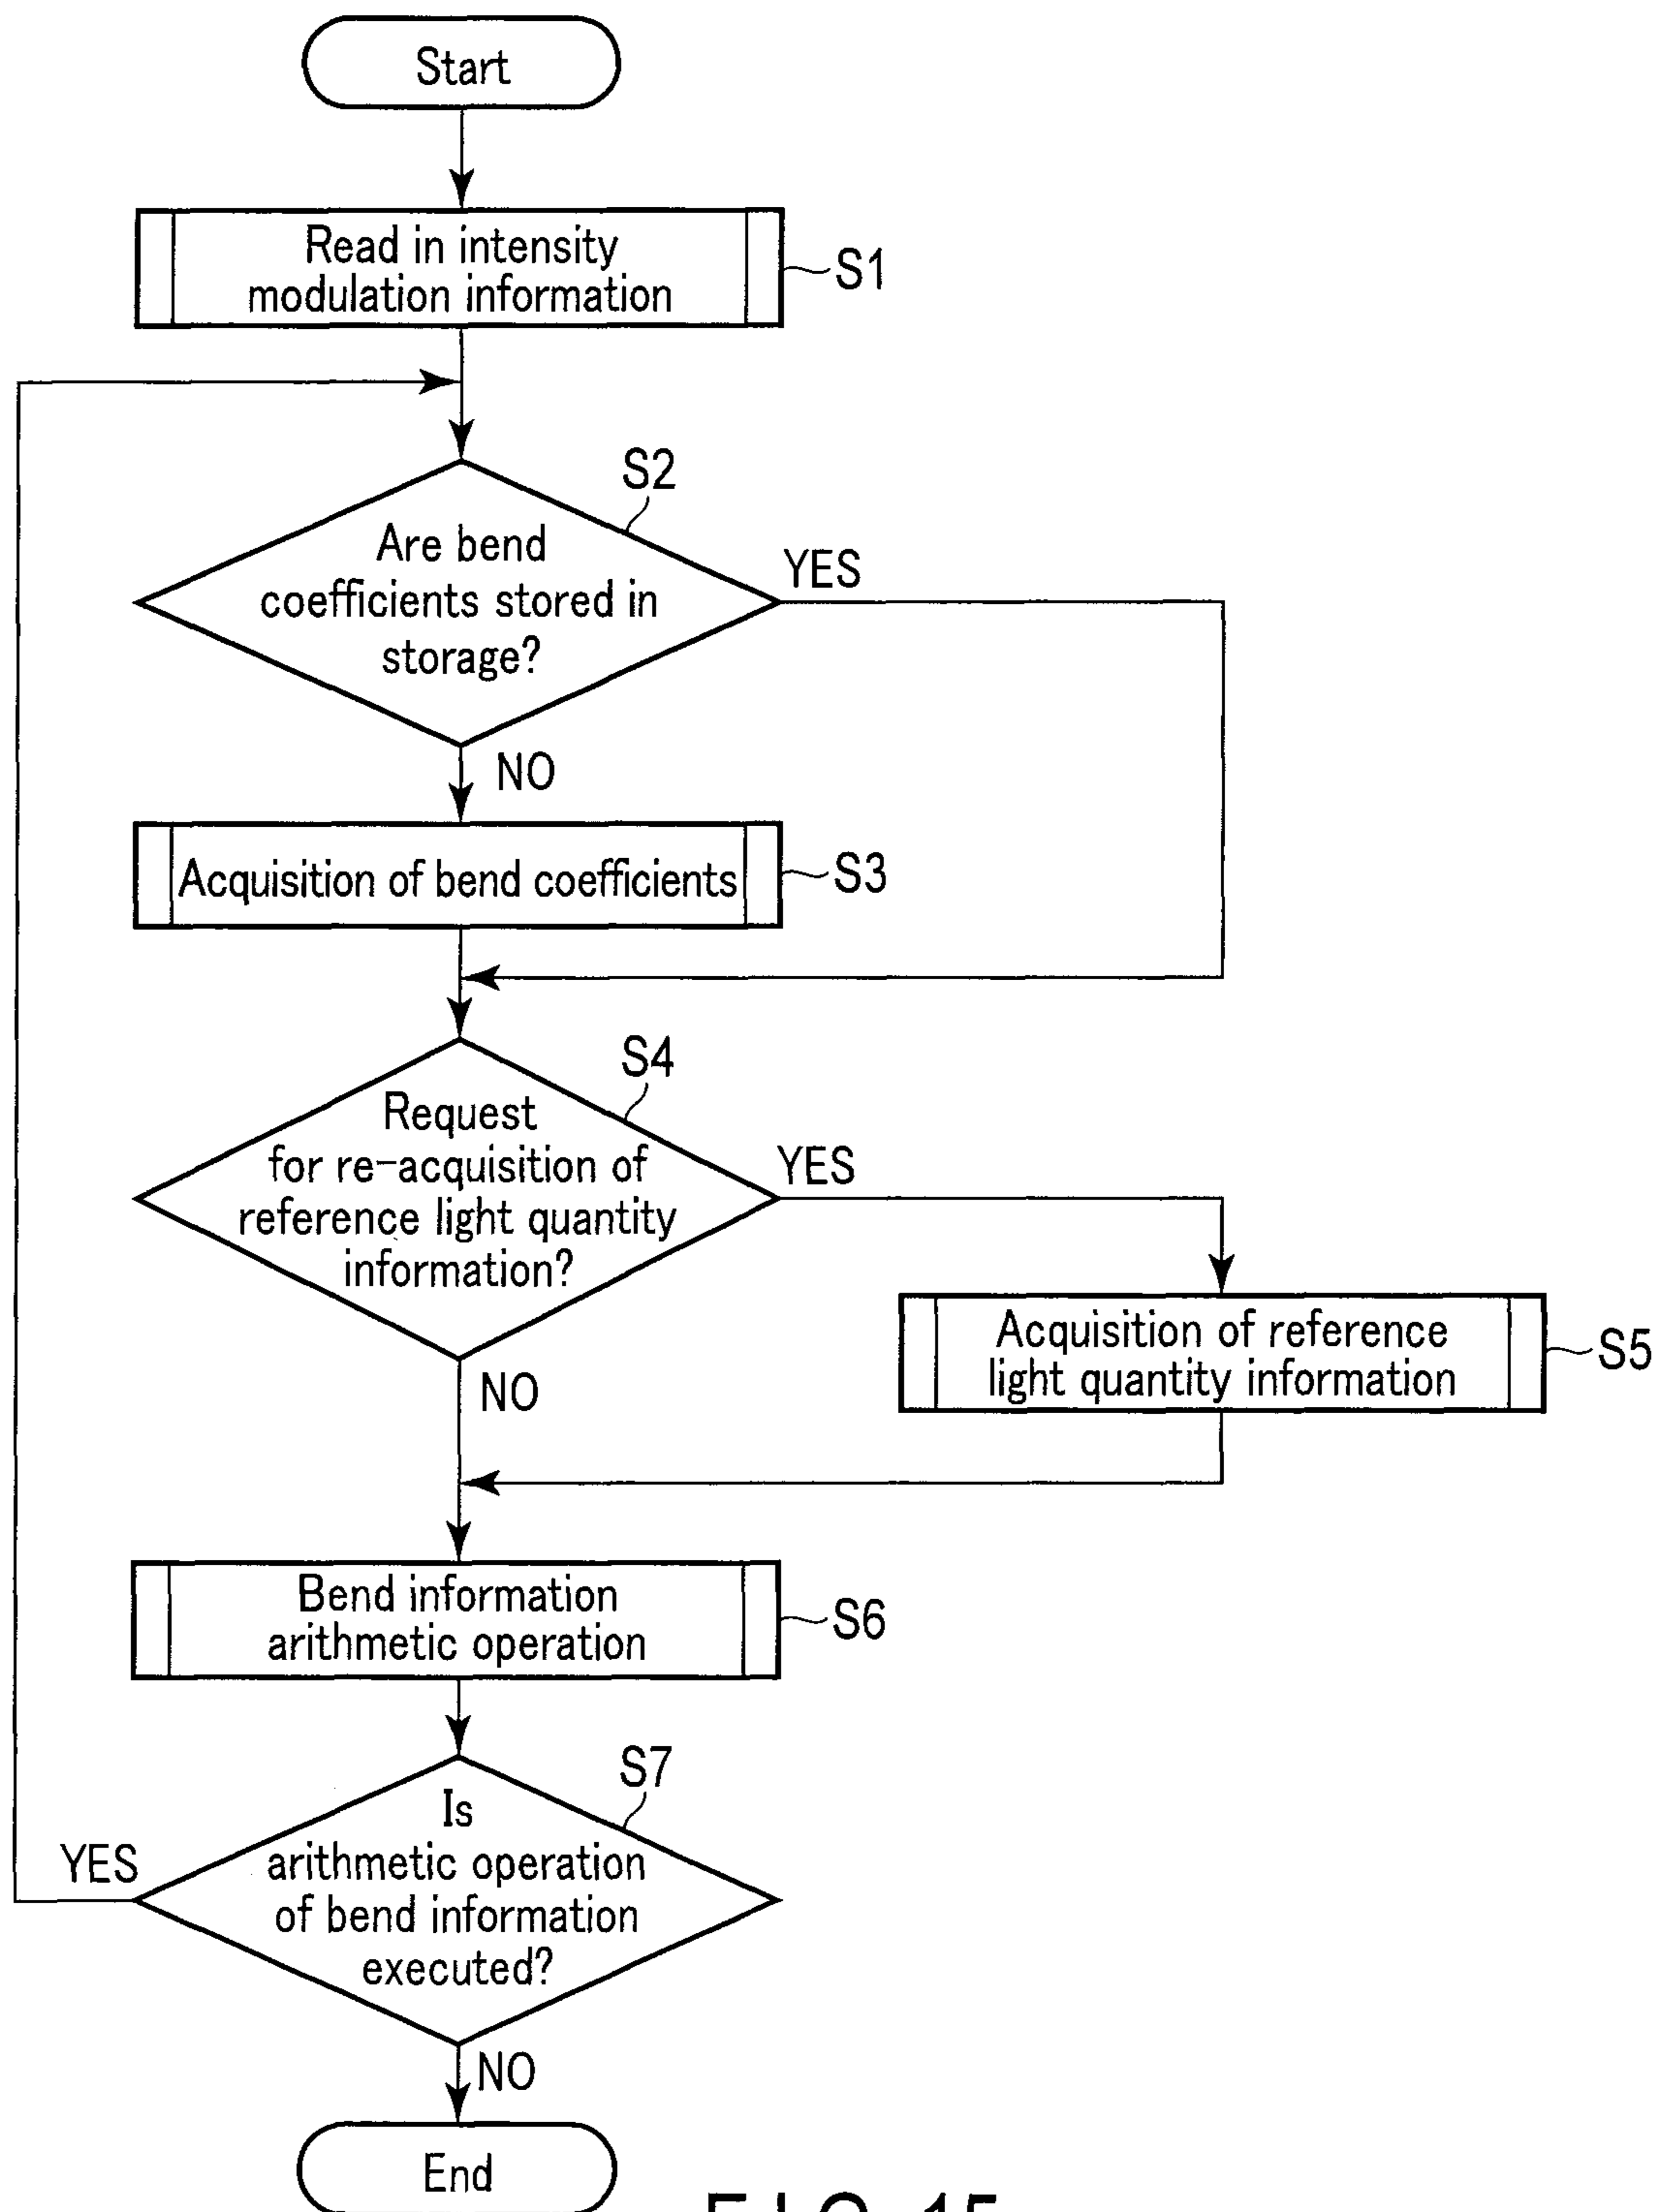 Start
Read in intensity
modulation information
S1
S2
Are bend
coefficients stored in
storage?
YES
NO
Acquisition of bend coefficients
S3
S4
Request
for re-acquisition of
reference light quantity
information?
YES
NO
Acquisition of reference
light quantity information
S5
Bend information
arithmetic operation
S6
S7
Is
arithmetic operation
of bend information
executed?
YES
NO
End
FIG. 15